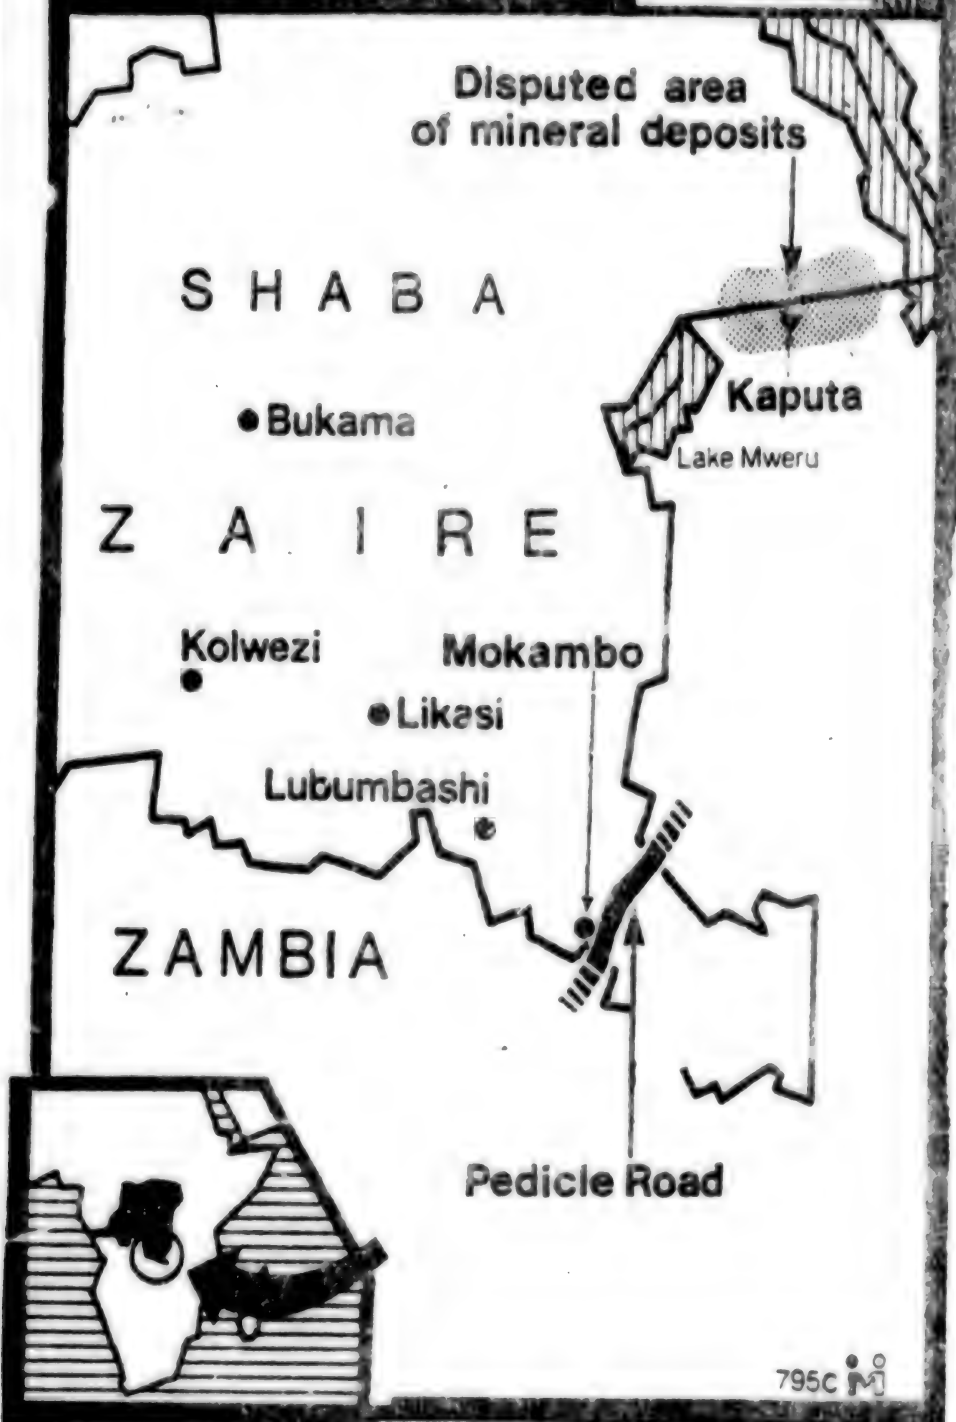 Disputed area
of mineral deposits
SHABA
Kaputa
Bukama
Lake Mweru
ZAIRE
Kolwezi
Mokambo
Likasi
Lubumbashi
ZAMBIA
Pedicle Road
795c